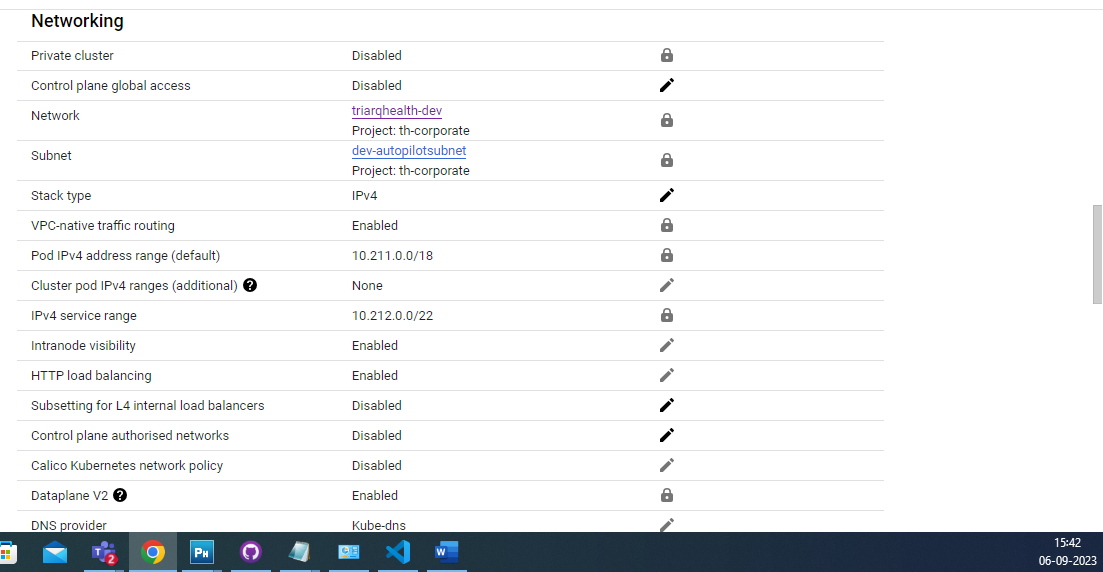 Networking
Private cluster Disabled
Control plane global access Disabled
Network triarqhealth-dev
Project: th-corporate
Subnet dev-autopilotsubnet
Project: th-corporate
Stack type IPv4
VPC-native traffic routing Enabled
Pod IPv4 address range (default) 10.211.0.0/18
Cluster pod IPv4 ranges (additional) ? None
IPv4 service range 10.212.0.0/22
Intranode visibility Enabled
HTTP load balancing Enabled
Subsetting for L4 internal load balancers Disabled
Control plane authorised networks Disabled
Calico Kubernetes network policy Disabled
Dataplane V2 ? Enabled
DNS provider Kube-dns
T 2 PH W
15:42
06-09-2023